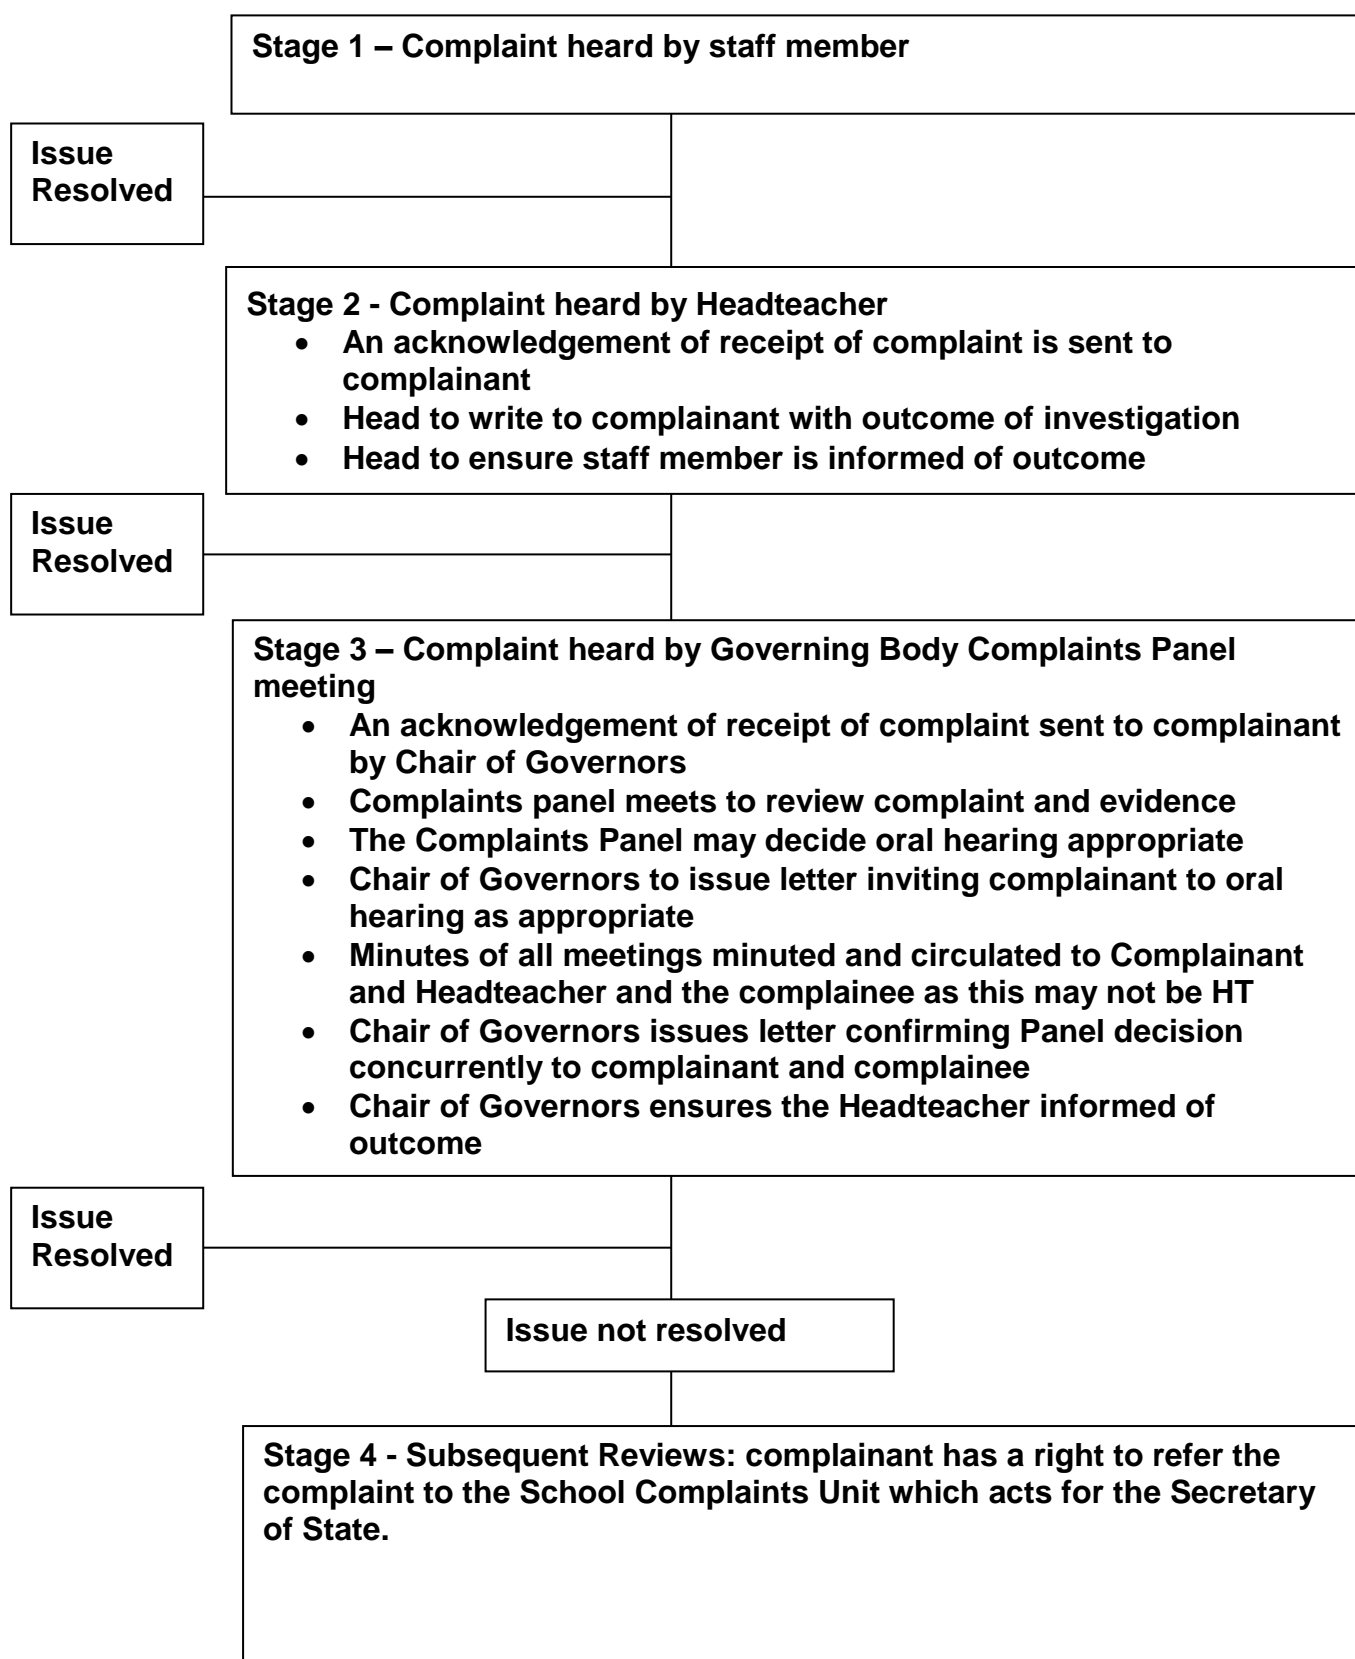 Stage 1 – Complaint heard by staff member
Issue
Resolved
Stage 2 - Complaint heard by Headteacher
• An acknowledgement of receipt of complaint is sent to
complainant
• Head to write to complainant with outcome of investigation
• Head to ensure staff member is informed of outcome
Issue
Resolved
Stage 3 – Complaint heard by Governing Body Complaints Panel
meeting
• An acknowledgement of receipt of complaint sent to complainant
by Chair of Governors
• Complaints panel meets to review complaint and evidence
• The Complaints Panel may decide oral hearing appropriate
• Chair of Governors to issue letter inviting complainant to oral
hearing as appropriate
• Minutes of all meetings minuted and circulated to Complainant
and Headteacher and the complainee as this may not be HT
• Chair of Governors issues letter confirming Panel decision
concurrently to complainant and complainee
• Chair of Governors ensures the Headteacher informed of
outcome
Issue
Resolved
Issue not resolved
Stage 4 - Subsequent Reviews: complainant has a right to refer the
complaint to the School Complaints Unit which acts for the Secretary
of State.